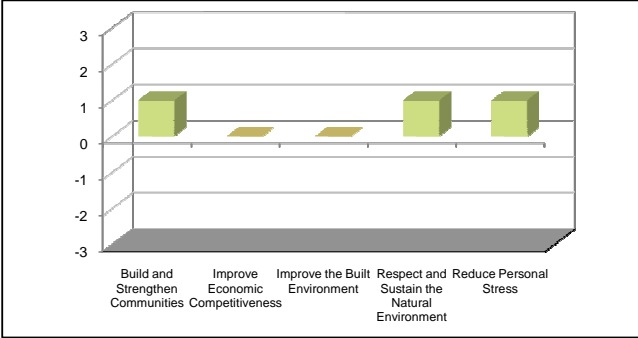 3
2
1
0
-1
-2
-3
Build and
Strengthen
Communities
Improve
Economic
Competitiveness
Improve the Built
Environment
Respect and
Sustain the
Natural
Environment
Reduce Personal
Stress